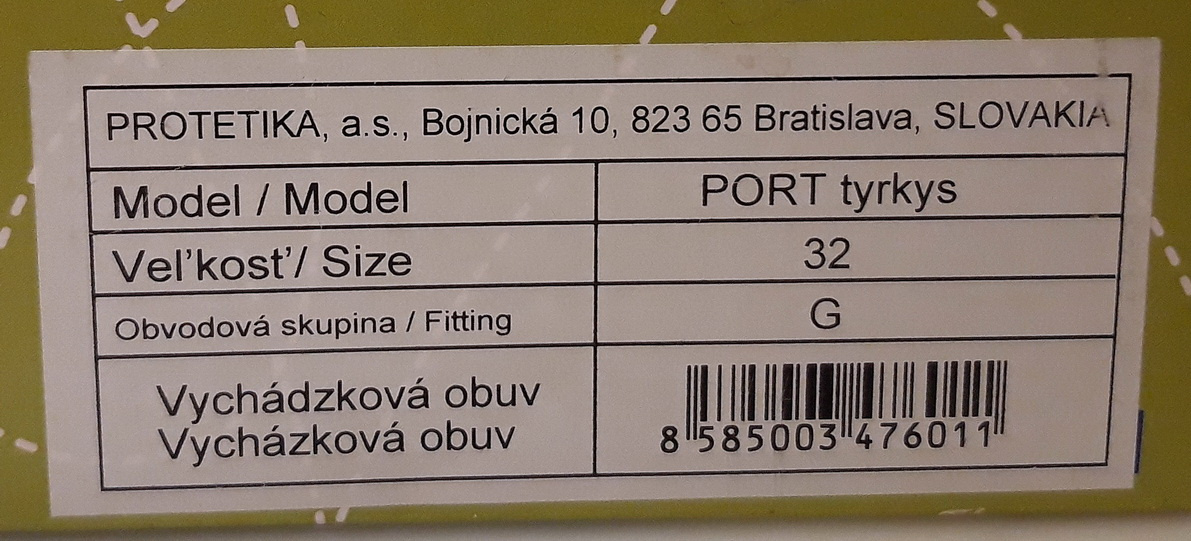 PROTETIKA, a.s., Bojnická 10, 823 65 Bratislava, SLOVAKIA
Model / Model PORT tyrkys
Veľkosť/ Size 32
Obvodová skupina / Fitting G
Vychádzková obuv
Vycházková obuv
8 585003 476011